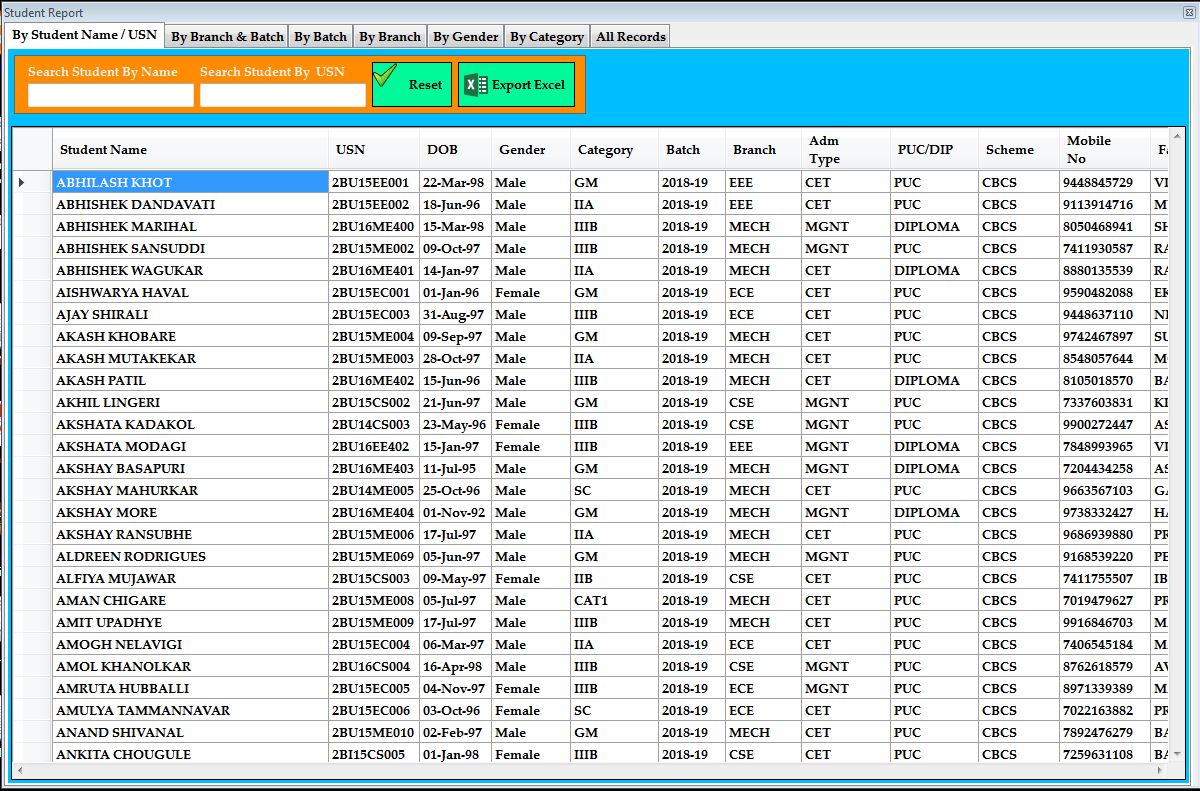 Student Report
By Student Name / USN By Branch & Batch By Batch By Branch By Gender By Category All Records
Search Student By Name Search Student By USN Reset Export Excel
Student Name USN DOB Gender Category Batch Branch Adm Type PUC/DIP Scheme Mobile No
ABHILASH KHOT 2BU15EE001 22-Mar-98 Male GM 2018-19 EEE CET PUC CBCS 9448845729 VI
ABHISHEK DANDAVATI 2BU15EE002 18-Jun-96 Male IIA 2018-19 EEE CET PUC CBCS 9113914716 M
ABHISHEK MARIHAL 2BU16ME400 15-Mar-98 Male IIIB 2018-19 MECH MGNT DIPLOMA CBCS 8050468941 SH
ABHISHEK SANSUDDI 2BU15ME002 09-Oct-97 Male IIIB 2018-19 MECH MGNT PUC CBCS 7411930587 RA
ABHISHEK WAGUKAR 2BU16ME401 14-Jan-97 Male IIA 2018-19 MECH CET DIPLOMA CBCS 8880135539 RA
AISHWARYA HAVAL 2BU15EC001 01-Jan-96 Female GM 2018-19 ECE CET PUC CBCS 9590482088 EK
AJAY SHIRALI 2BU15EC003 31-Aug-97 Male IIIB 2018-19 ECE CET PUC CBCS 9448637110 NI
AKASH KHOBARE 2BU15ME004 09-Sep-97 Male GM 2018-19 MECH CET PUC CBCS 9742467897 SU
AKASH MUTAKEKAR 2BU15ME003 28-Oct-97 Male IIA 2018-19 MECH CET PUC CBCS 8548057644 M
AKASH PATIL 2BU16ME402 15-Jun-96 Male IIIB 2018-19 MECH CET DIPLOMA CBCS 8105018570 BA
AKHIL LINGERI 2BU15CS002 21-Jun-97 Male GM 2018-19 CSE MGNT PUC CBCS 7337603831 KI
AKSHATA KADAKOL 2BU14CS003 23-May-96 Female IIIB 2018-19 CSE MGNT PUC CBCS 9900272447 AS
AKSHATA MODAGI 2BU16EE402 15-Jan-97 Female IIIB 2018-19 EEE MGNT DIPLOMA CBCS 7848993965 VI
AKSHAY BASAPURI 2BU16ME403 11-Jul-95 Male GM 2018-19 MECH MGNT DIPLOMA CBCS 7204434258 AS
AKSHAY MAHURKAR 2BU14ME005 25-Oct-96 Male SC 2018-19 MECH CET PUC CBCS 9663567103 GA
AKSHAY MORE 2BU16ME404 01-Nov-92 Male GM 2018-19 MECH MGNT DIPLOMA CBCS 9738332427 HA
AKSHAY RANSUBHE 2BU15ME006 17-Jul-97 Male IIA 2018-19 MECH CET PUC CBCS 9686939880 PR
ALDREEN RODRIGUES 2BU15ME069 05-Jun-97 Male GM 2018-19 MECH MGNT PUC CBCS 9168539220 PE
ALFIYA MUJAWAR 2BU15CS003 09-May-97 Female IIB 2018-19 CSE CET PUC CBCS 7411755507 IB
AMAN CHIGARE 2BU15ME008 05-Jul-97 Male CAT1 2018-19 MECH CET PUC CBCS 7019479627 PR
AMIT UPADHYE 2BU15ME009 17-Jul-97 Male IIIB 2018-19 MECH CET PUC CBCS 9916846703 M
AMOGH NELAVIGI 2BU15EC004 06-Mar-97 Male IIA 2018-19 ECE CET PUC CBCS 7406545184 M
AMOL KHANOLKAR 2BU16CS004 16-Apr-98 Male IIIB 2018-19 CSE MGNT PUC CBCS 8762618579 AV
AMRUTA HUBBALLI 2BU15EC005 04-Nov-97 Female IIIB 2018-19 ECE MGNT PUC CBCS 8971339389 M
AMULYA TAMMANNAVAR 2BU15EC006 03-Oct-96 Female SC 2018-19 ECE CET PUC CBCS 7022163882 PR
ANAND SHIVANAL 2BU15ME010 02-Feb-97 Male GM 2018-19 MECH CET PUC CBCS 7892476279 BA
ANKITA CHOUGULE 2BI15CS005 01-Jan-98 Female IIIB 2018-19 CSE CET PUC CBCS 7259631108 BA